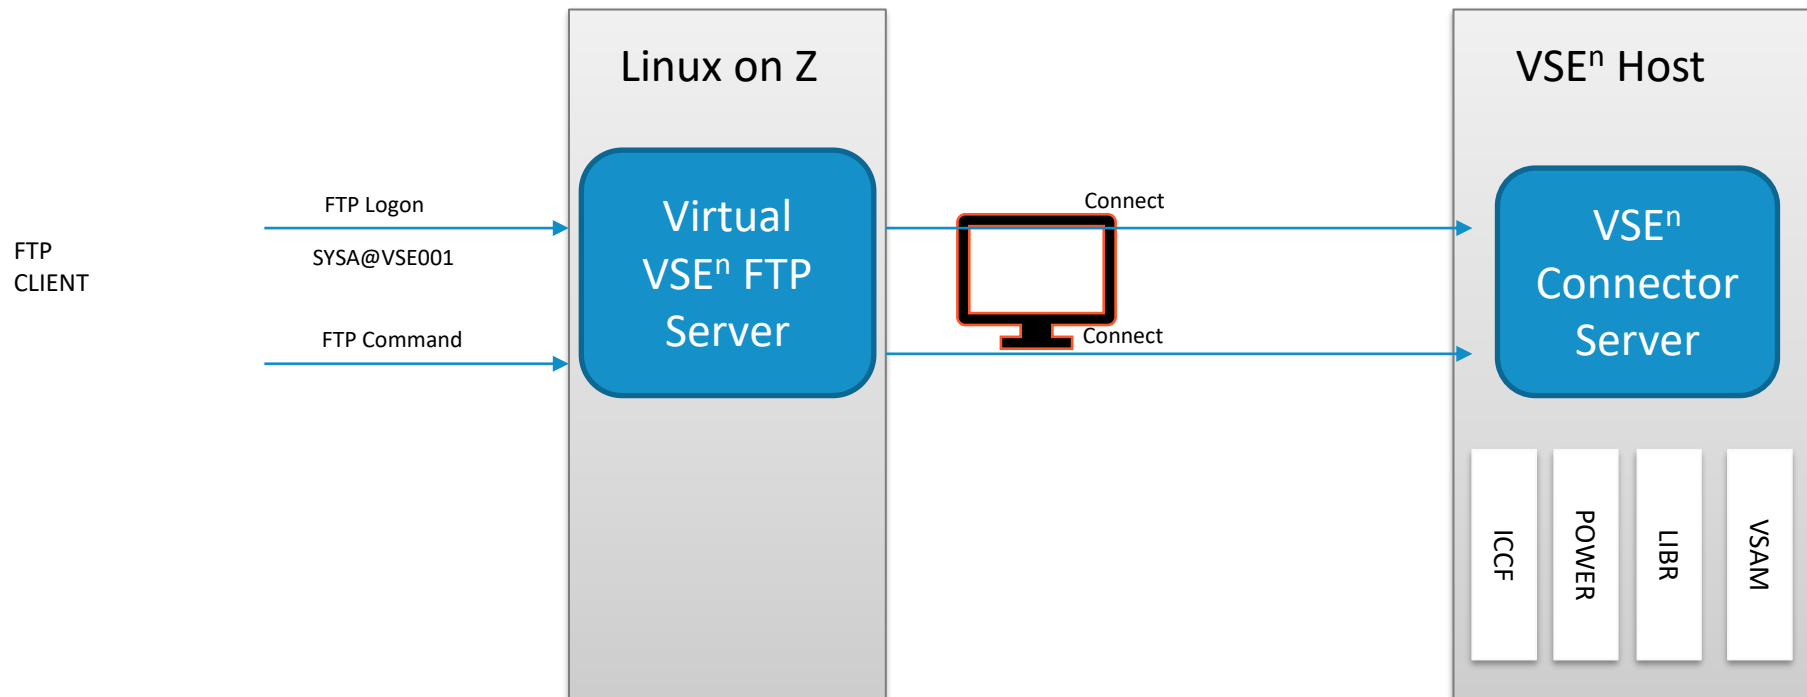 Linux on Z
VSEⁿ Host
FTP
CLIENT
FTP Logon
SYSA@VSE001
FTP Command
Virtual
VSEⁿ FTP
Server
Connect
Connect
VSEⁿ
Connector
Server
ICCF
POWER
LIBR
VSAM